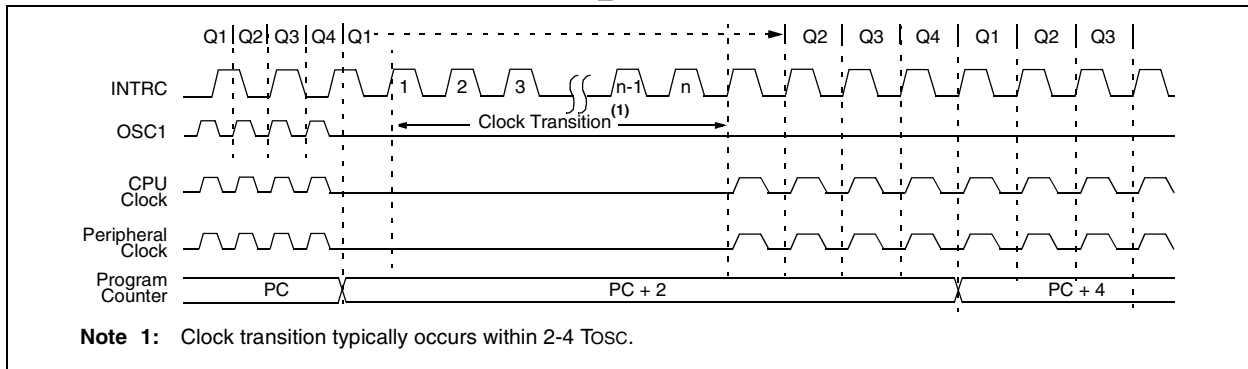 Q1 Q2 Q3 Q4 Q1 Q2 Q3 Q4 Q1 Q2 Q3
INTRC 1 2 3 n-1 n
OSC1 Clock Transition(1)
CPU
Clock
Peripheral
Clock
Program
Counter PC PC + 2 PC + 4
Note 1: Clock transition typically occurs within 2-4 TOSC.